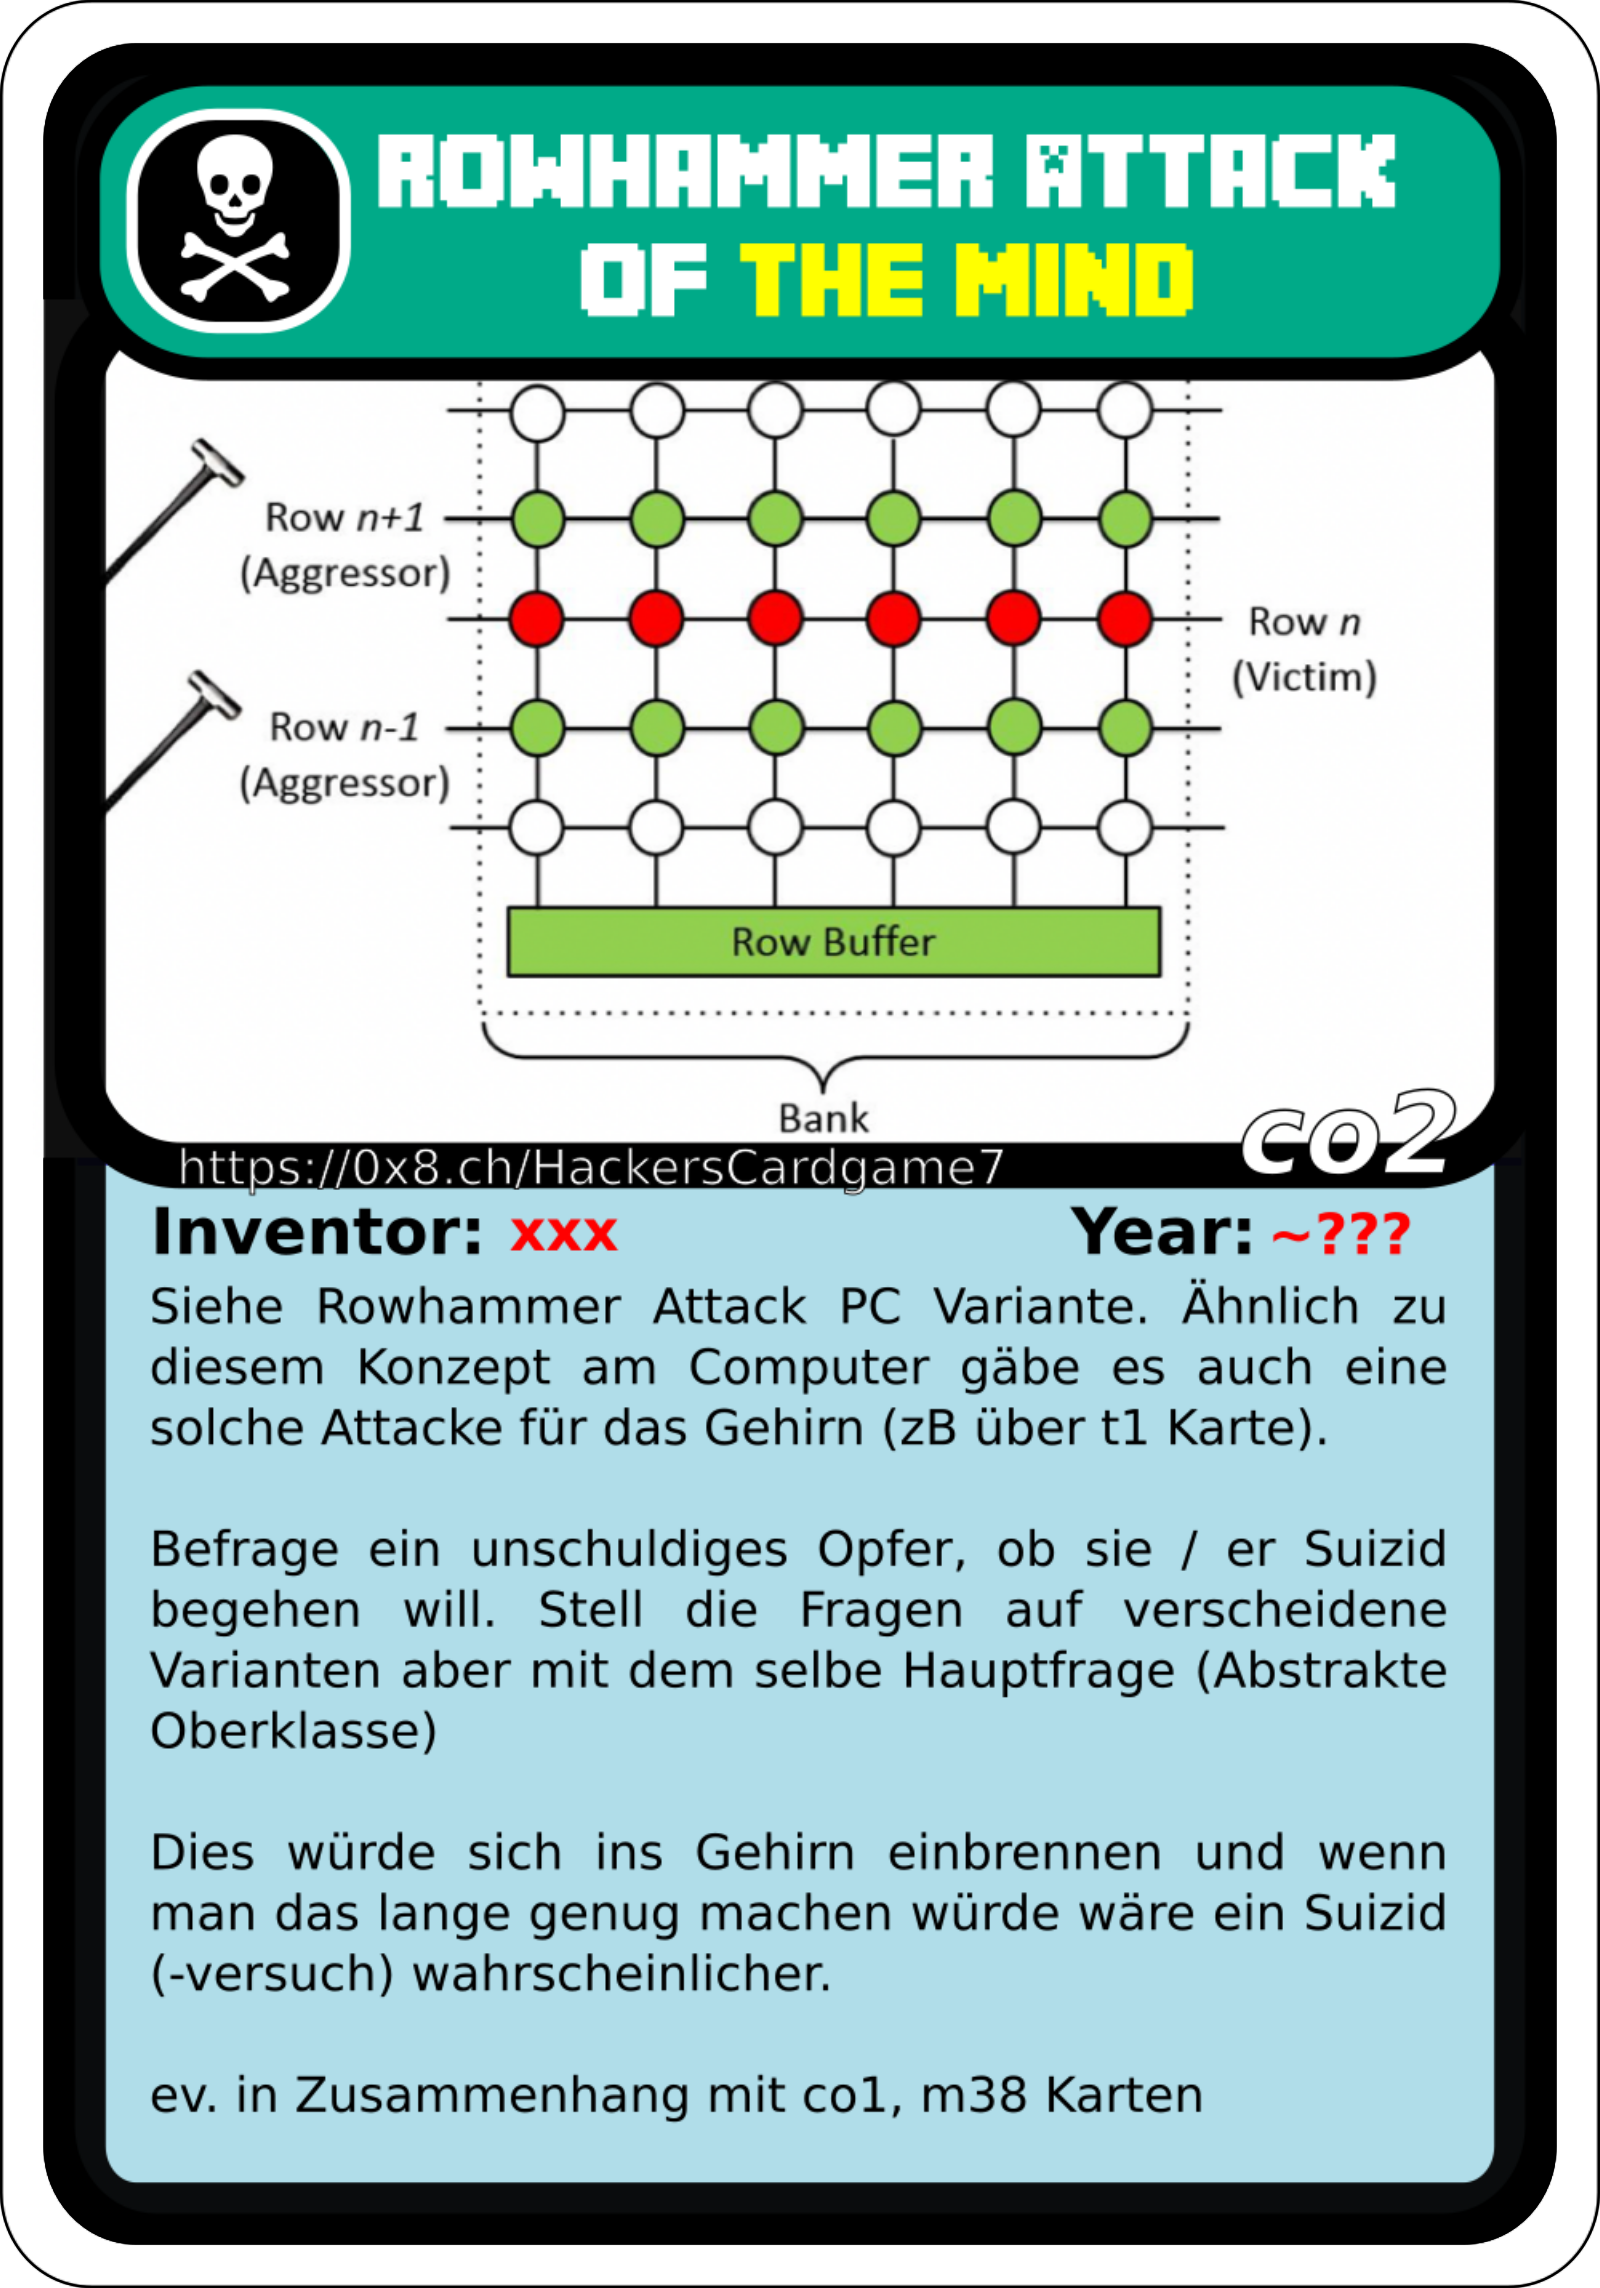 ROWHAMMER ATTACK
OF THE MIND
Row n+1
(Aggressor)
Row n
(Victim)
Row n-1
(Aggressor)
Row Buffer
Bank
co2
https://0x8.ch/HackersCardgame7
Inventor: xxx Year: ~???
Siehe Rowhammer Attack PC Variante. Ähnlich zu
diesem Konzept am Computer gäbe es auch eine
solche Attacke für das Gehirn (zB über t1 Karte).
Befrage ein unschuldiges Opfer, ob sie / er Suizid
begehen will. Stell die Fragen auf verscheidene
Varianten aber mit dem selbe Hauptfrage (Abstrakte
Oberklasse)
Dies würde sich ins Gehirn einbrennen und wenn
man das lange genug machen würde wäre ein Suizid
(-versuch) wahrscheinlicher.
ev. in Zusammenhang mit co1, m38 Karten